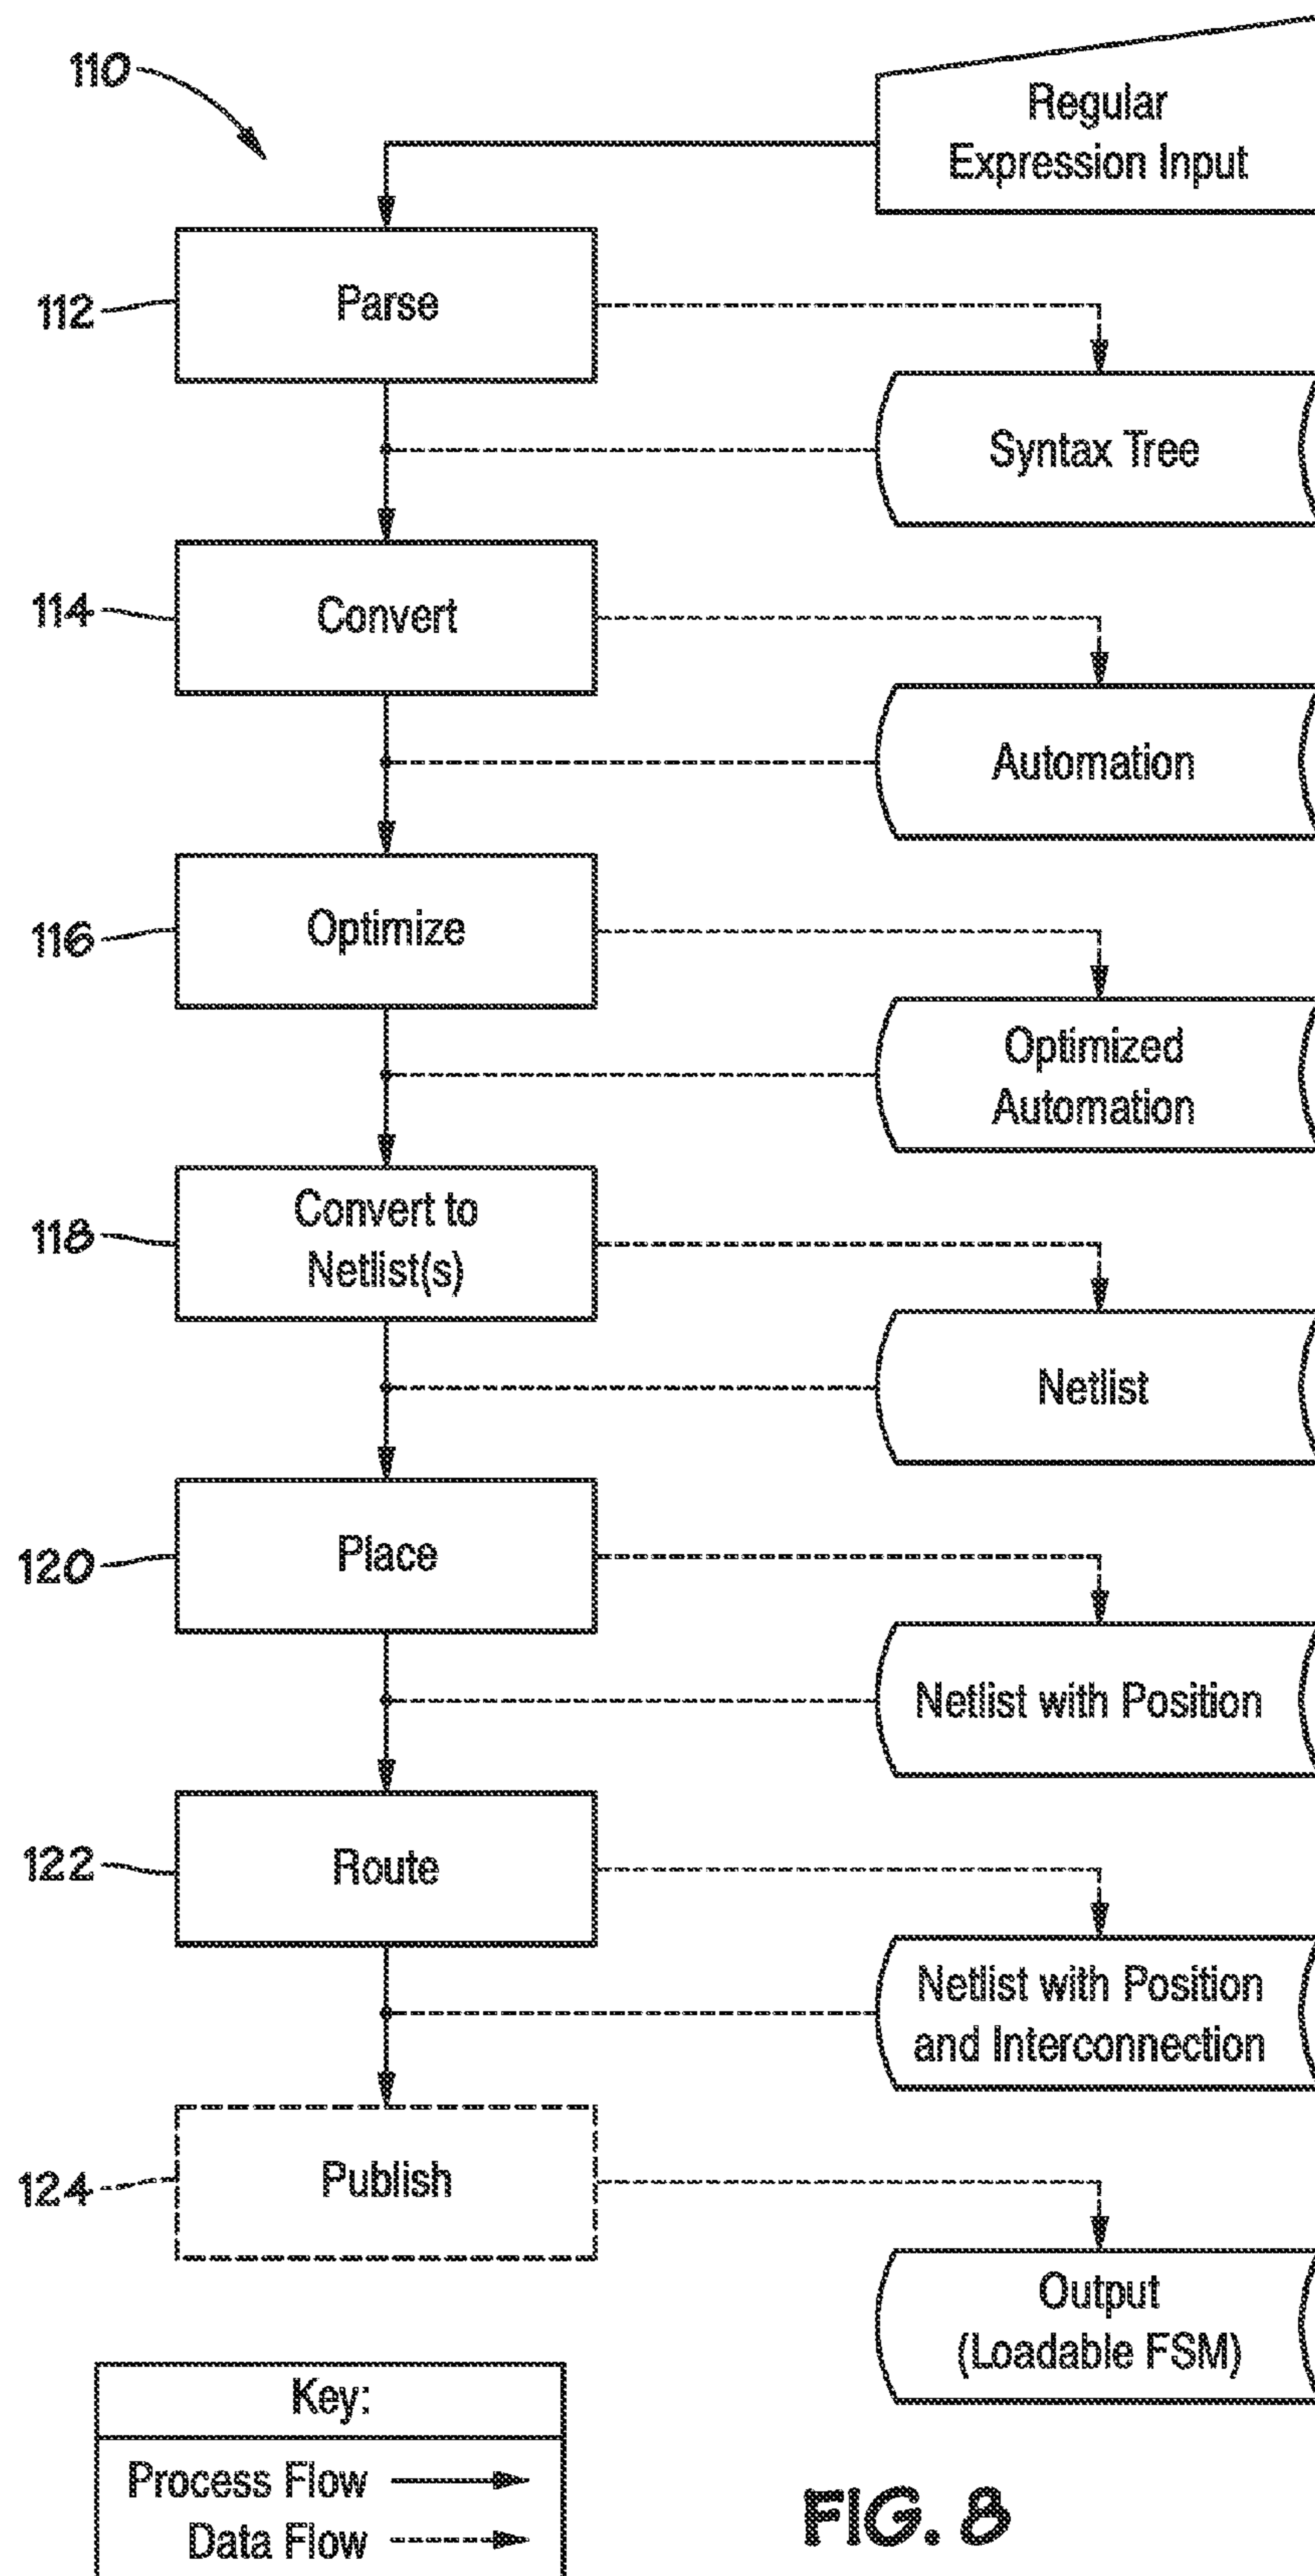 110
Regular
Expression Input
112
Parse
Syntax Tree
114
Convert
Automation
116
Optimize
Optimized
Automation
118
Convert to
Netlist(s)
Netlist
120
Place
Netlist with Position
122
Route
Netlist with Position
and Interconnection
124
Publish
Output
(Loadable FSM)
Key:
Process Flow
Data Flow
FIG. 8